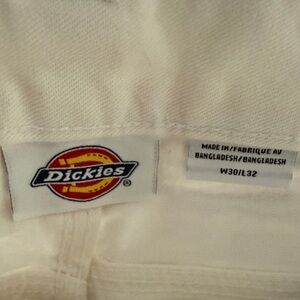 Dickies®
MADE IN/FABRIQUE AU
BANGLADESH/BANGLADESH
W30/L32